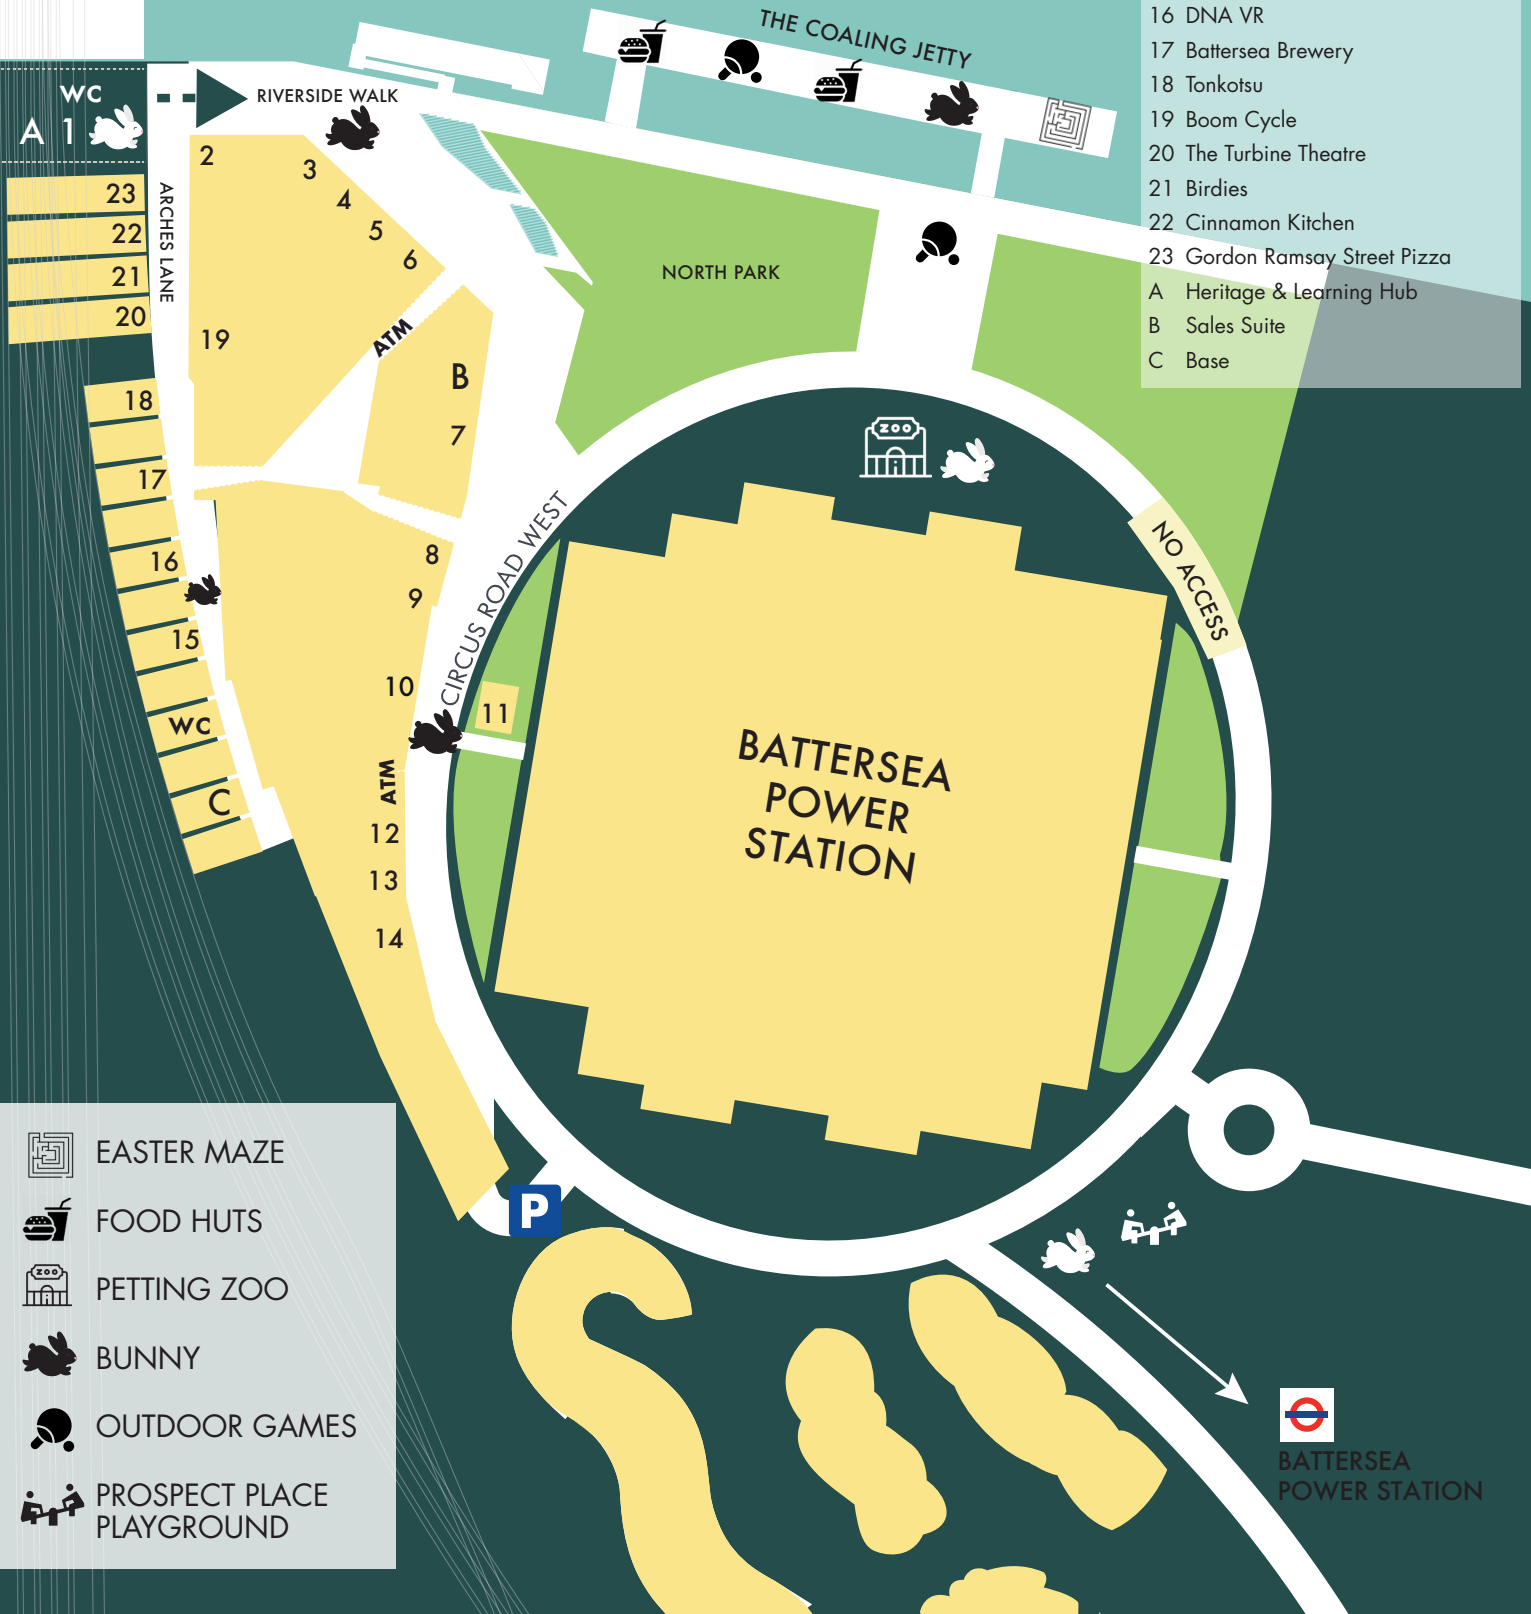 THE COALING JETTY
16 DNA VR
17 Battersea Brewery
18 Tonkotsu
19 Boom Cycle
20 The Turbine Theatre
21 Birdies
22 Cinnamon Kitchen
23 Gordon Ramsay Street Pizza
A Heritage & Learning Hub
B Sales Suite
C Base
WC
A 1
RIVERSIDE WALK
2
3
4
5
6
23
22
21
20
ARCHES LANE
NORTH PARK
19
ATM
B
7
18
17
16
15
WC
C
ZOO
CIRCUS ROAD WEST
NO ACCESS
8
9
10
11
ATM
12
13
14
BATTERSEA
POWER
STATION
P
EASTER MAZE
FOOD HUTS
ZOO
PETTING ZOO
BUNNY
OUTDOOR GAMES
PROSPECT PLACE
PLAYGROUND
BATTERSEA
POWER STATION